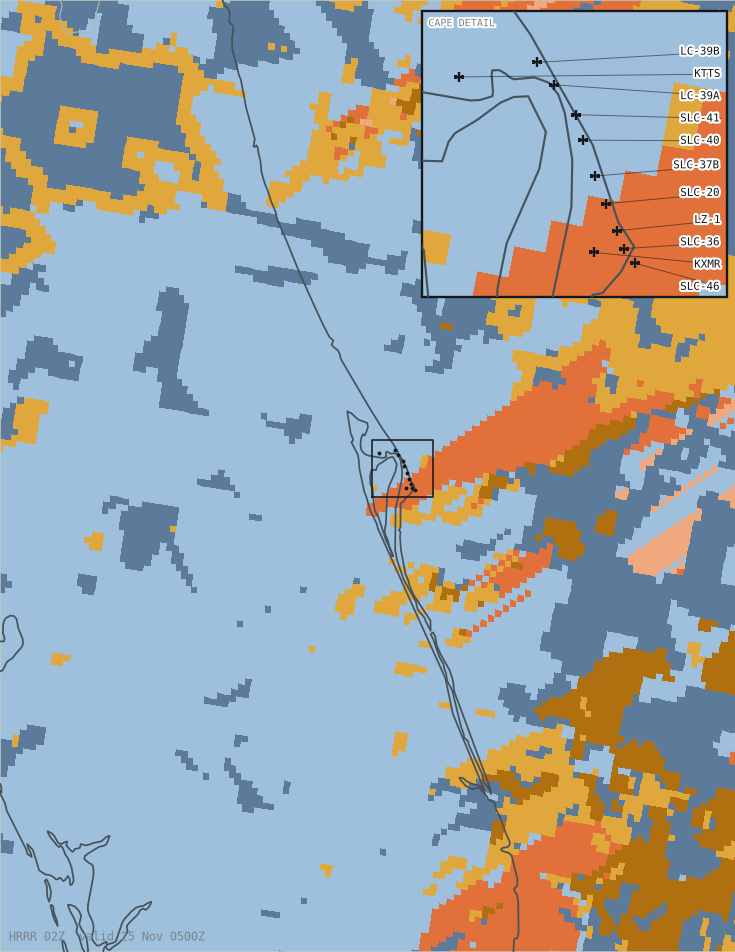 CAPE DETAIL
LC-39B
KTTS
LC-39A
SLC-41
SLC-40
SLC-37B
SLC-20
LZ-1
SLC-36
KXMR
SLC-46
HRRR 02Z valid 25 Nov 0500Z